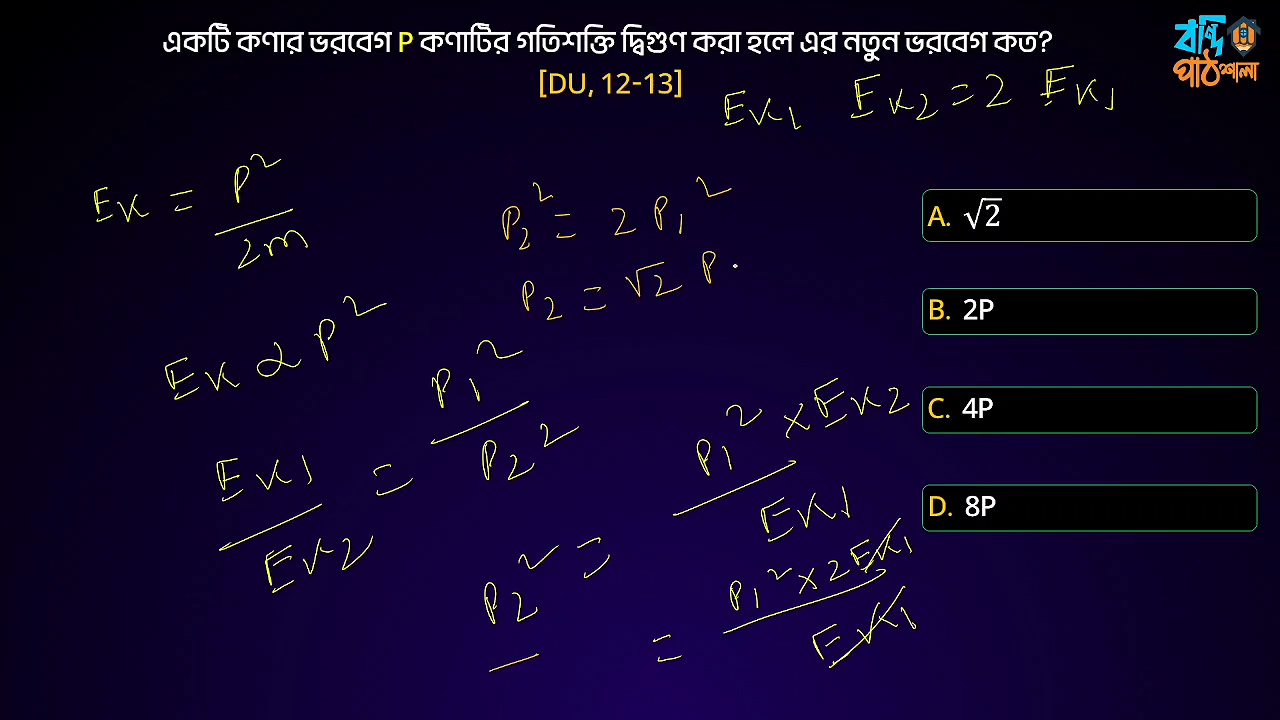 একটি কণার ভরবেগ P কণাটির গতিশক্তি দ্বিগুণ করা হলে এর নতুন ভরবেগ কত?
[DU, 12-13]
বন্দি
পাঠশালা
EK1 EK2 = 2 EK1
EK = P²/2m
P2² = 2 P1²
P2 = √2 P
EK ∝ P²
EK1/EK2 = P1²/P2²
P2² = P1² × EK2/EK1
= P1² × 2 EK1/EK1
A. √2
B. 2P
C. 4P
D. 8P